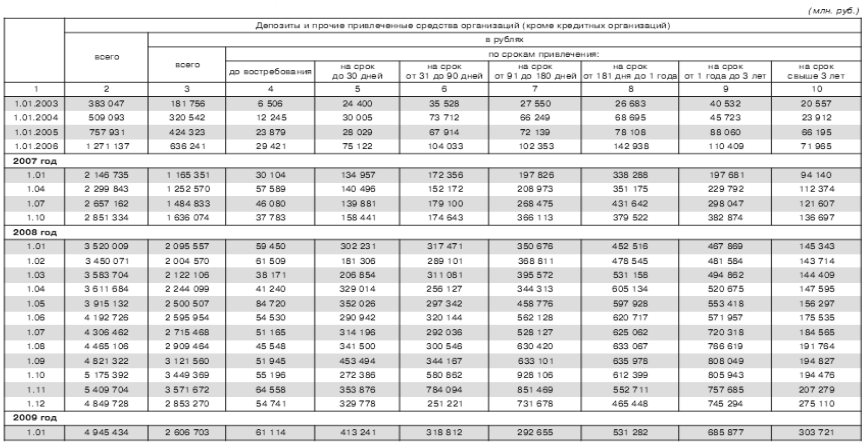 (млн. руб.)
Депозиты и прочие привлеченные средства организаций (кроме кредитных организаций)
всего
в рублях
всего
по срокам привлечения:
до востребования
на срок до 30 дней
на срок от 31 до 90 дней
на срок от 91 до 180 дней
на срок от 181 дня до 1 года
на срок от 1 года до 3 лет
на срок свыше 3 лет
1 2 3 4 5 6 7 8 9 10
1.01.2003 383 047 181 756 6 506 24 400 35 528 27 550 26 683 40 532 20 557
1.01.2004 509 093 320 542 12 245 30 005 73 712 66 249 68 695 45 723 23 912
1.01.2005 757 931 424 323 23 879 28 029 67 914 72 139 78 108 88 060 66 195
1.01.2006 1 271 137 636 241 29 421 75 122 104 033 102 353 142 938 110 409 71 965
2007 год
1.01 2 146 735 1 165 351 30 104 134 957 172 356 197 826 338 288 197 681 94 140
1.04 2 299 843 1 252 570 57 589 140 496 152 172 208 973 351 175 229 792 112 374
1.07 2 657 162 1 484 833 46 080 139 881 179 100 268 475 431 642 298 047 121 607
1.10 2 851 334 1 636 074 37 783 158 441 174 643 366 113 379 522 382 874 136 697
2008 год
1.01 3 520 009 2 095 557 59 450 302 231 317 471 350 676 452 516 467 869 145 343
1.02 3 450 071 2 004 570 61 509 181 306 289 101 368 811 478 545 481 584 143 714
1.03 3 583 704 2 122 106 38 171 206 854 311 081 395 572 531 158 494 862 144 409
1.04 3 611 684 2 244 099 41 240 329 014 256 127 344 313 605 134 520 675 147 595
1.05 3 915 132 2 500 507 84 720 352 026 297 342 458 776 597 928 553 418 156 297
1.06 4 192 726 2 595 954 54 530 290 942 320 144 562 128 620 717 571 957 175 535
1.07 4 306 462 2 715 468 51 165 314 196 292 036 528 127 625 062 720 318 184 565
1.08 4 465 106 2 909 464 45 548 341 500 300 546 630 420 633 067 766 619 191 764
1.09 4 821 322 3 121 560 51 945 453 494 344 167 633 101 635 978 808 049 194 827
1.10 5 175 392 3 449 369 55 196 272 386 580 862 928 106 612 399 805 943 194 476
1.11 5 409 704 3 571 672 64 558 353 876 784 094 851 469 552 711 757 685 207 279
1.12 4 849 728 2 853 270 54 741 329 778 251 221 731 678 465 448 745 294 275 110
2009 год
1.01 4 945 434 2 606 703 61 114 413 241 318 812 292 655 531 282 685 877 303 721